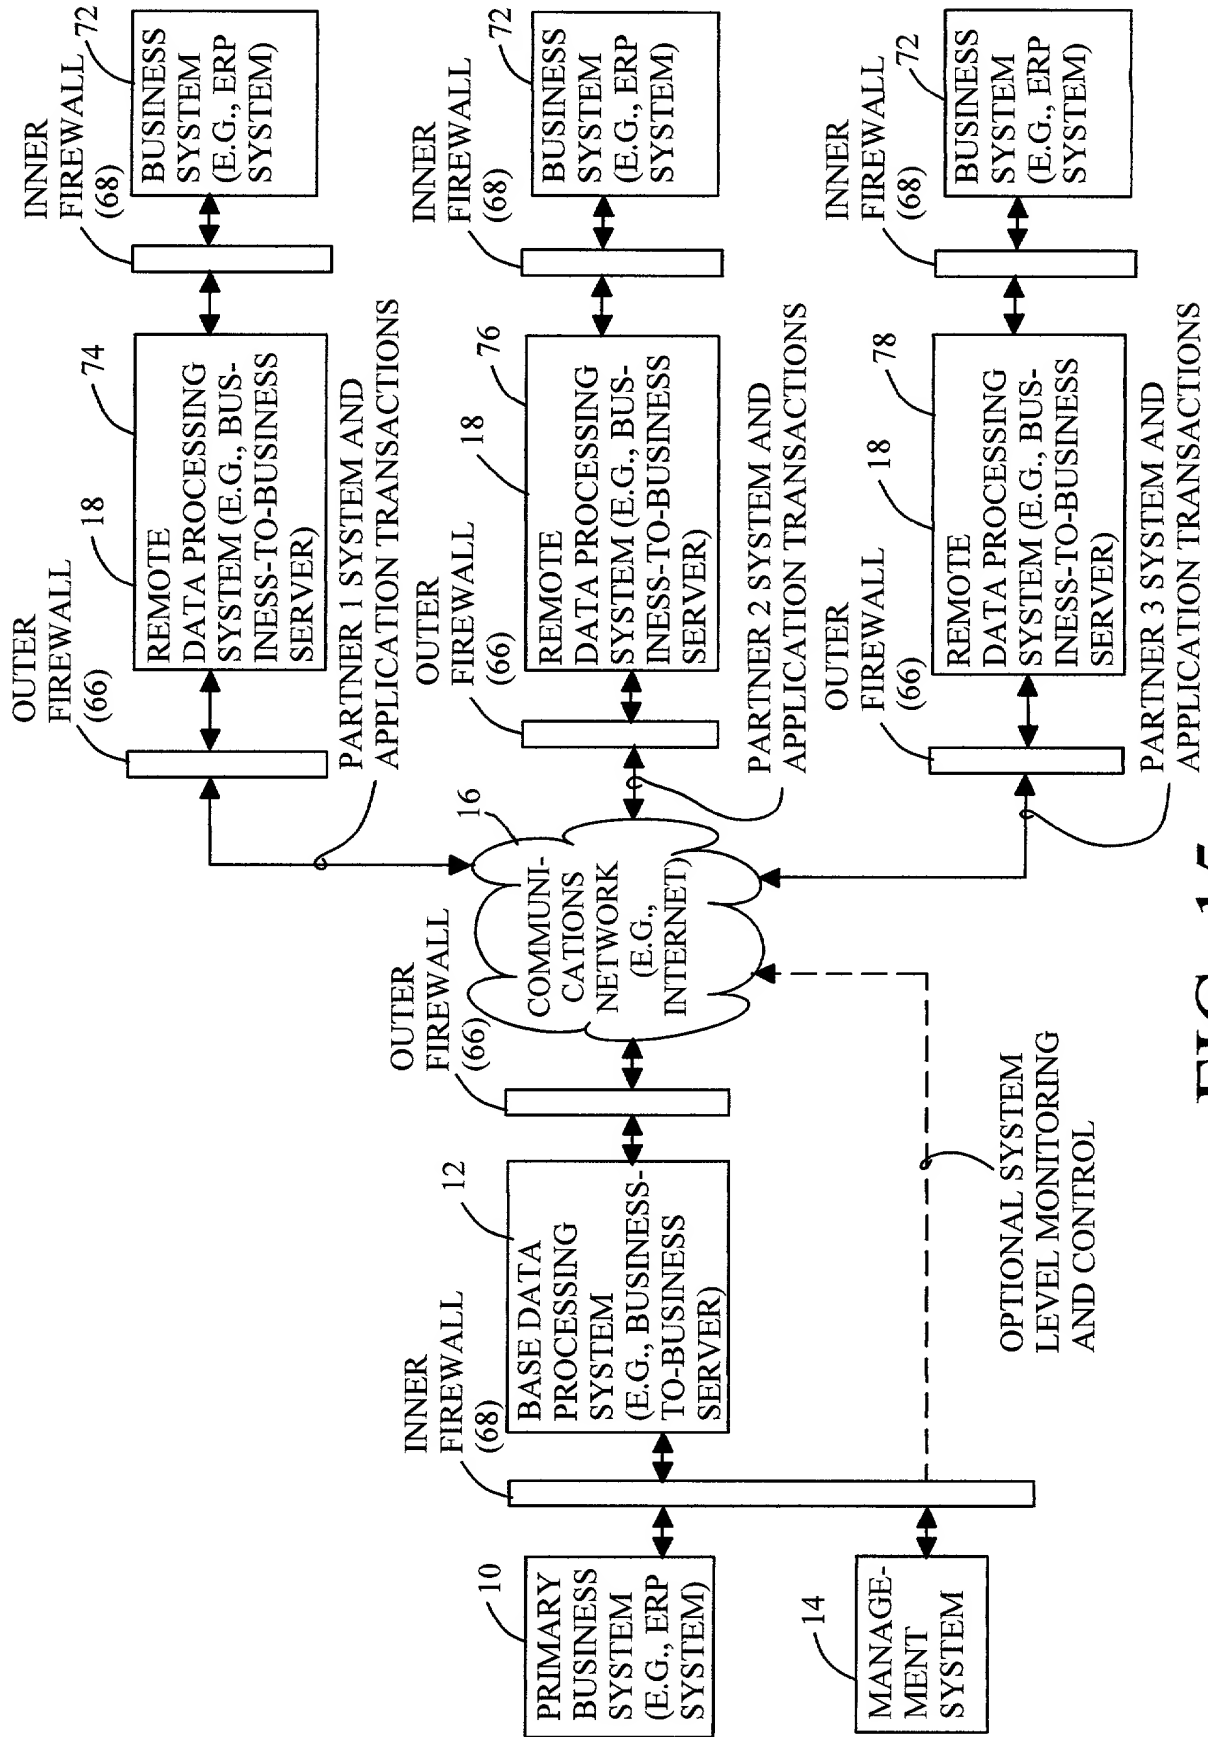 PRIMARY
BUSINESS
SYSTEM
(E.G., ERP
SYSTEM)
10
MANAGE-
MENT
SYSTEM
14
INNER
FIREWALL
(68)
BASE DATA
PROCESSING
SYSTEM
(E.G., BUSINESS-
TO-BUSINESS
SERVER)
12
OPTIONAL SYSTEM
LEVEL MONITORING
AND CONTROL
OUTER
FIREWALL
(66)
COMMUNI-
CATIONS
NETWORK
(E.G.,
INTERNET)
16
OUTER
FIREWALL
(66)
REMOTE
DATA PROCESSING
SYSTEM (E.G., BUS-
INESS-TO-BUSINESS
SERVER)
18
74
PARTNER 1 SYSTEM AND
APPLICATION TRANSACTIONS
INNER
FIREWALL
(68)
BUSINESS
SYSTEM
(E.G., ERP
SYSTEM)
72
OUTER
FIREWALL
(66)
REMOTE
DATA PROCESSING
SYSTEM (E.G., BUS-
INESS-TO-BUSINESS
SERVER)
18
76
PARTNER 2 SYSTEM AND
APPLICATION TRANSACTIONS
INNER
FIREWALL
(68)
BUSINESS
SYSTEM
(E.G., ERP
SYSTEM)
72
OUTER
FIREWALL
(66)
REMOTE
DATA PROCESSING
SYSTEM (E.G., BUS-
INESS-TO-BUSINESS
SERVER)
18
78
PARTNER 3 SYSTEM AND
APPLICATION TRANSACTIONS
INNER
FIREWALL
(68)
BUSINESS
SYSTEM
(E.G., ERP
SYSTEM)
72